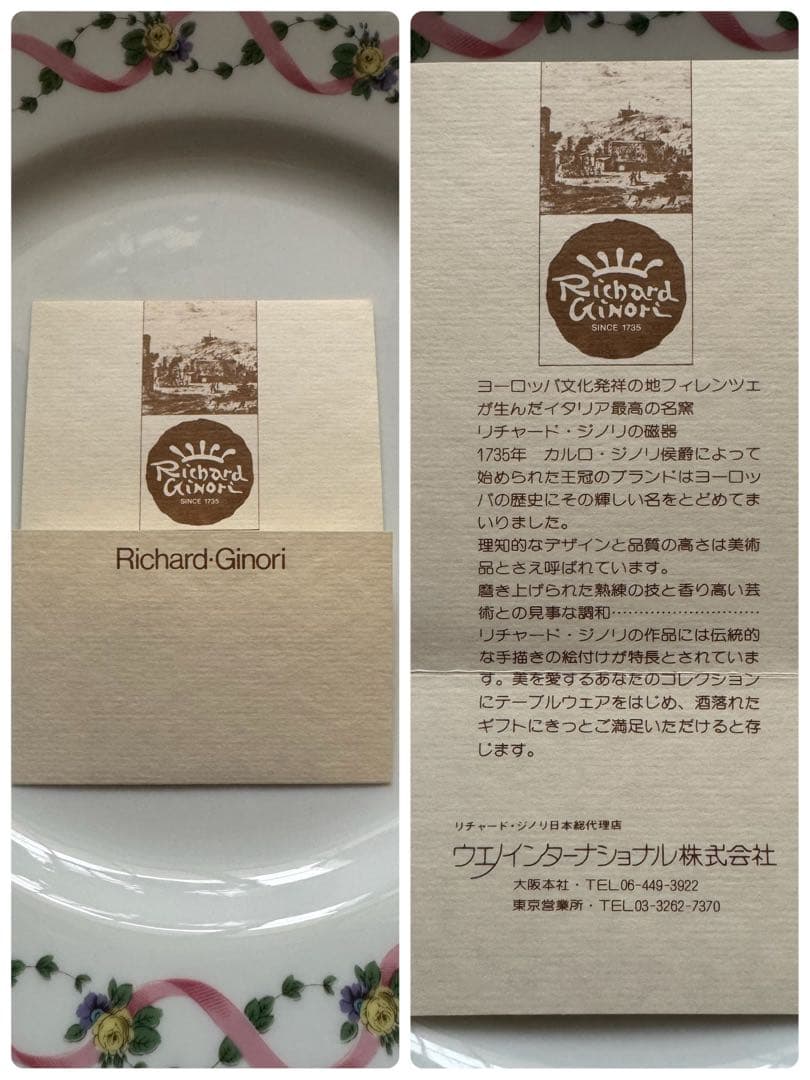 Richard
Ginori
SINCE 1735
Richard·Ginori
Richard
Ginori
SINCE 1735
ヨーロッパ文化発祥の地フィレンツェ
が生んだイタリア最高の名窯
リチャード・ジノリの磁器
1735年　カルロ・ジノリ侯爵によって
始められた王冠のブランドはヨーロッ
パの歴史にその輝しい名をとどめてま
いりました。
理知的なデザインと品質の高さは美術
品とさえ呼ばれています。
磨き上げられた熟練の技と香り高い芸
術との見事な調和………………………
リチャード・ジノリの作品には伝統的
な手描きの絵付けが特長とされていま
す。美を愛するあなたのコレクション
にテーブルウェアをはじめ、洒落れた
ギフトにきっとご満足いただけると存
じます。
リチャード・ジノリ日本総代理店
ウエノインターナショナル株式会社
大阪本社・TEL06-449-3922
東京営業所・TEL03-3262-7370